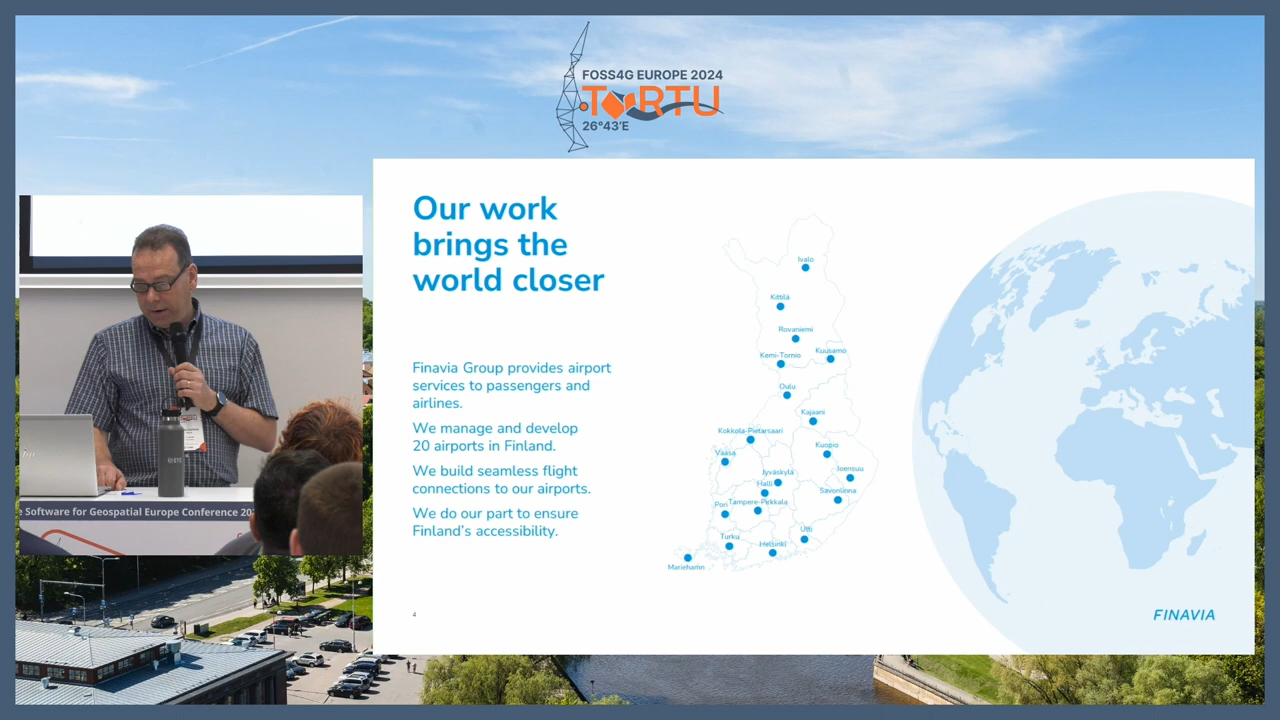 FOSS4G EUROPE 2024
TARTU
26°43'E
Our work
brings the
world closer
Finavia Group provides airport
services to passengers and
airlines.
We manage and develop
20 airports in Finland.
We build seamless flight
connections to our airports.
We do our part to ensure
Finland's accessibility.
Ivalo
Kittilä
Rovaniemi
Kemi-Tornio
Kuusamo
Oulu
Kajaani
Kokkola-Pietarsaari
Kuopio
Vaasa
Joensuu
Jyväskylä
Halli
Savonlinna
Pori
Tampere-Pirkkala
Utti
Turku
Helsinki
Mariehamn
4
FINAVIA
e Software for Geospatial Europe Conference 20